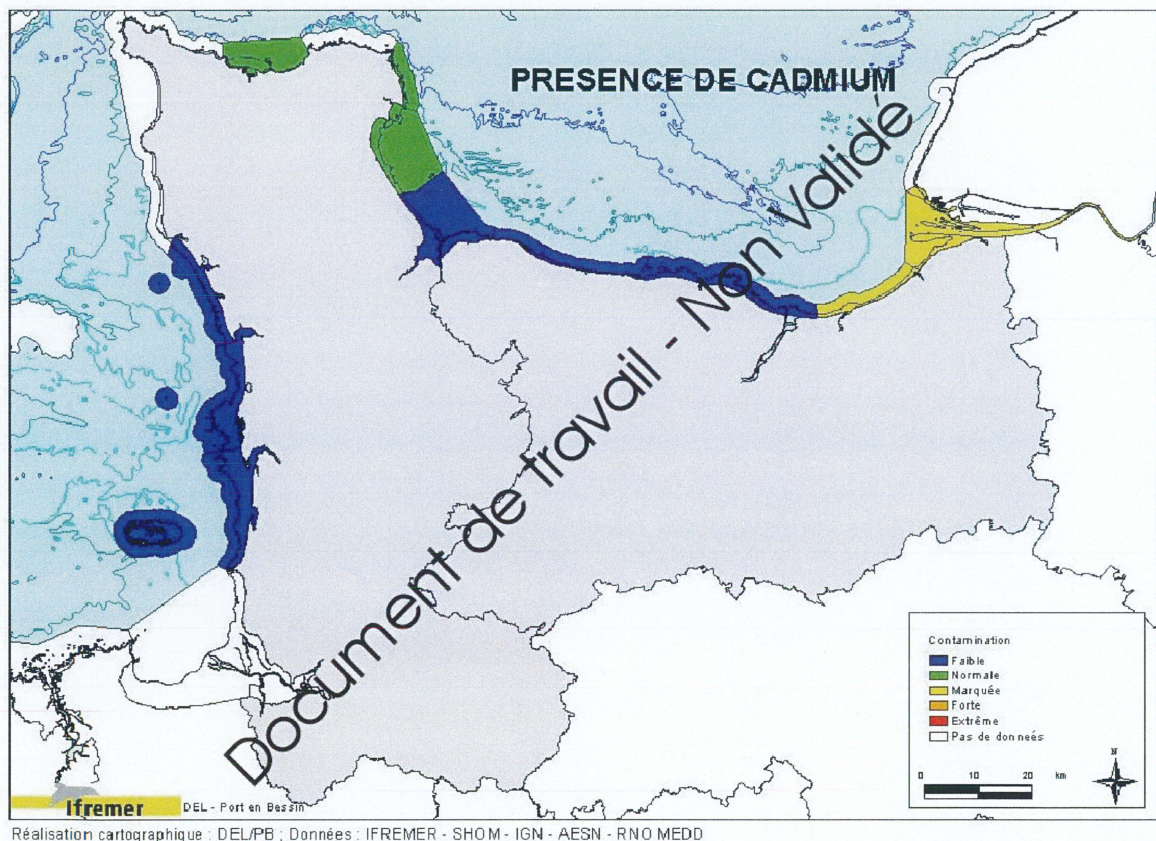 PRESENCE DE CADMIUM
Document de travail - Non Validé
Contamination
Faible
Normale
Marquée
Forte
Extrême
Pas de donneés
0 10 20 km
N
Ifremer
DEL - Port en Bessin
Réalisation cartographique : DEL/PB ; Données : IFREMER - SHOM - IGN - AESN - RNO MEDD